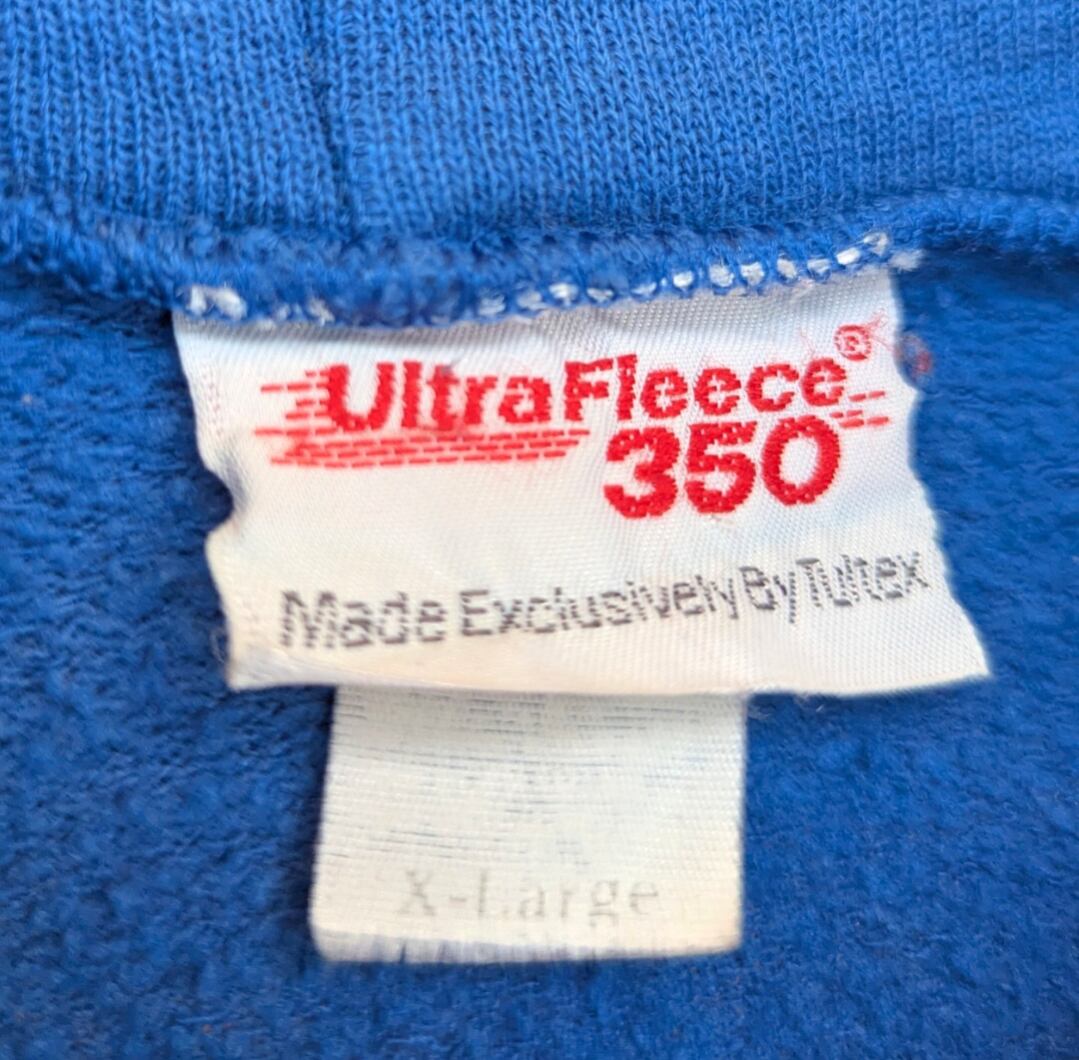 UltraFleece®
350
Made Exclusively By Tultex
X-Large